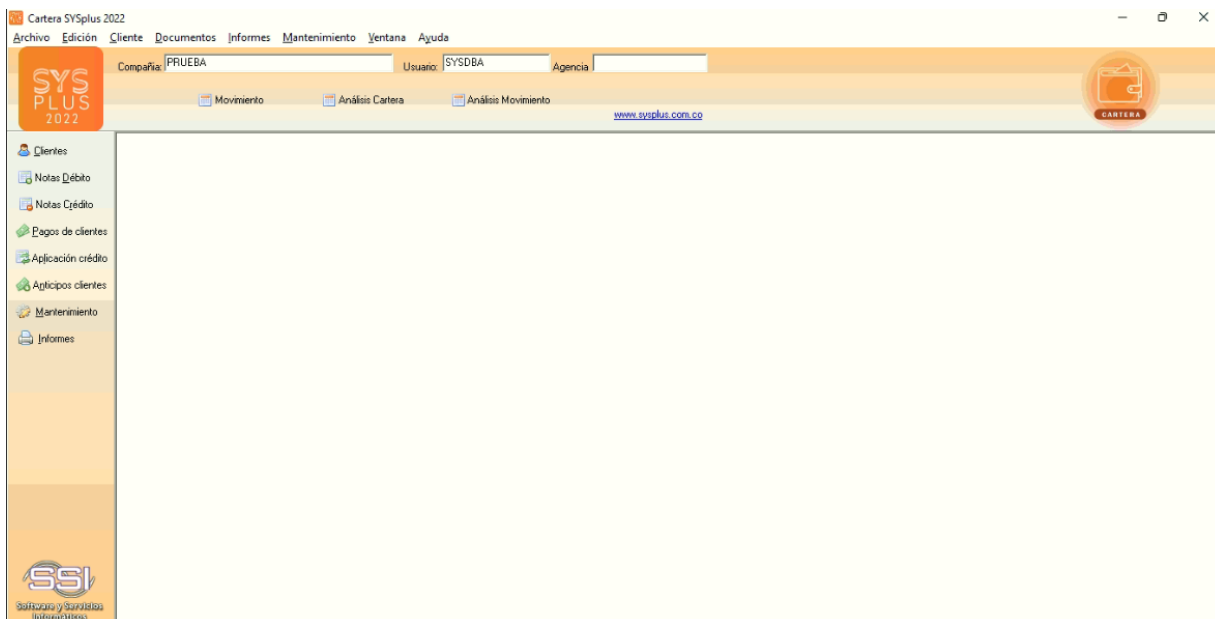 Cartera SYSplus 2022
Archivo Edición Cliente Documentos Informes Mantenimiento Ventana Ayuda
Compañia: PRUEBA Usuario: SYSDBA Agencia
SYS
PLUS
2022
Movimiento Análisis Cartera Análisis Movimiento
www.sysplus.com.co
CARTERA
Clientes
Notas Débito
Notas Crédito
Pagos de clientes
Aplicación crédito
Anticipos clientes
Mantenimiento
Informes
SSI
Software y Servicios
Informáticos